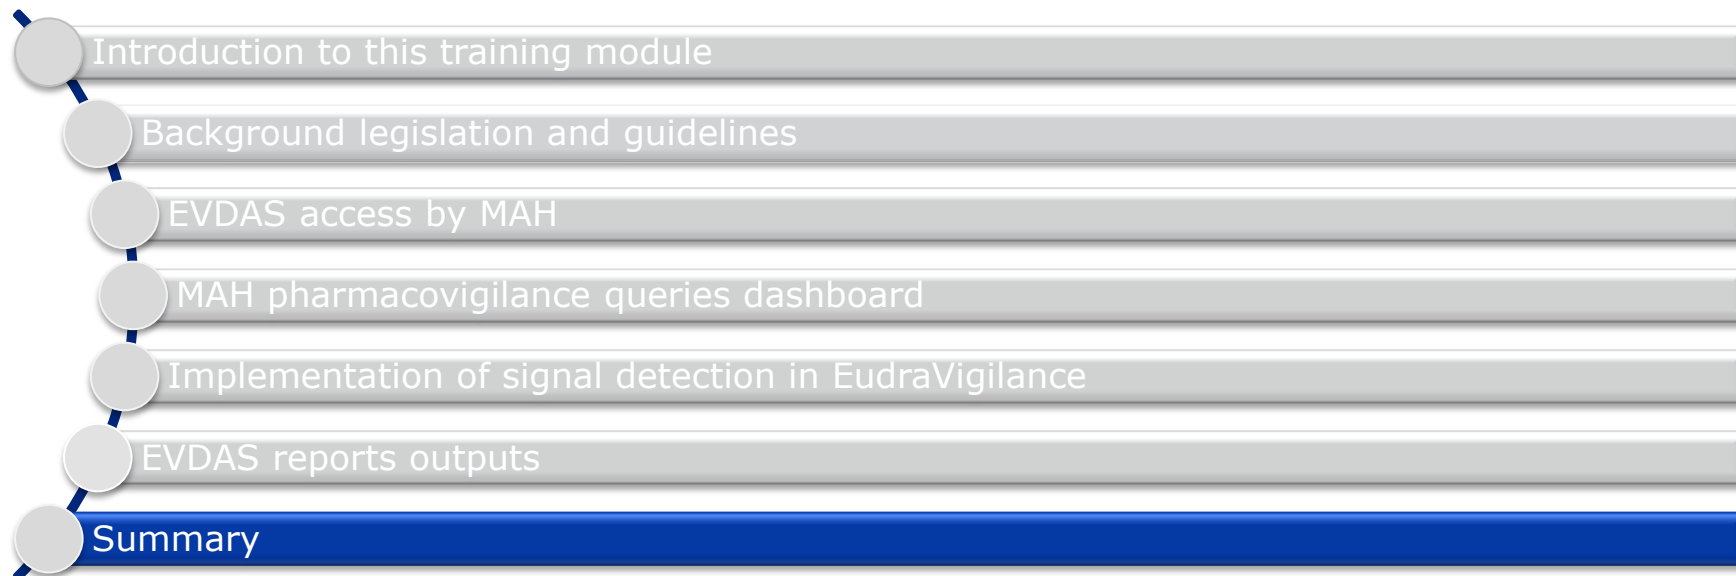 Introduction to this training module
Background legislation and guidelines
EVDAS access by MAH
MAH pharmacovigilance queries dashboard
Implementation of signal detection in EudraVigilance
EVDAS reports outputs
Summary